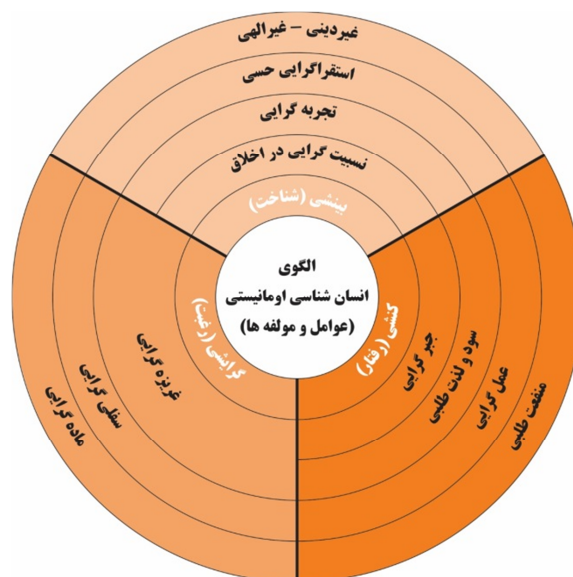 غیردینی – غیرالهی
استقراگرایی حسی
تجربه گرایی
نسبیت گرایی در اخلاق
بینشی (شناخت)
الگوی
انسان شناسی اومانیستی
(عوامل و مولفه ها)
کنشی (رفتار)
جبر گرایی
سود و لذت طلبی
عمل گرایی
منفعت طلبی
گرایشی (رغبت)
غریزه گرایی
سفلی گرایی
ماده گرایی